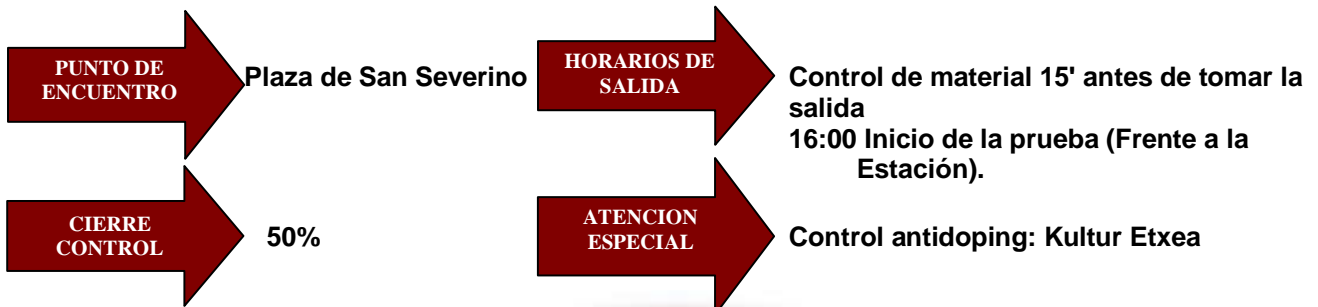 PUNTO DE
ENCUENTRO
Plaza de San Severino
HORARIOS DE
SALIDA
Control de material 15' antes de tomar la
salida
16:00 Inicio de la prueba (Frente a la
Estación).
CIERRE
CONTROL
50%
ATENCION
ESPECIAL
Control antidoping: Kultur Etxea